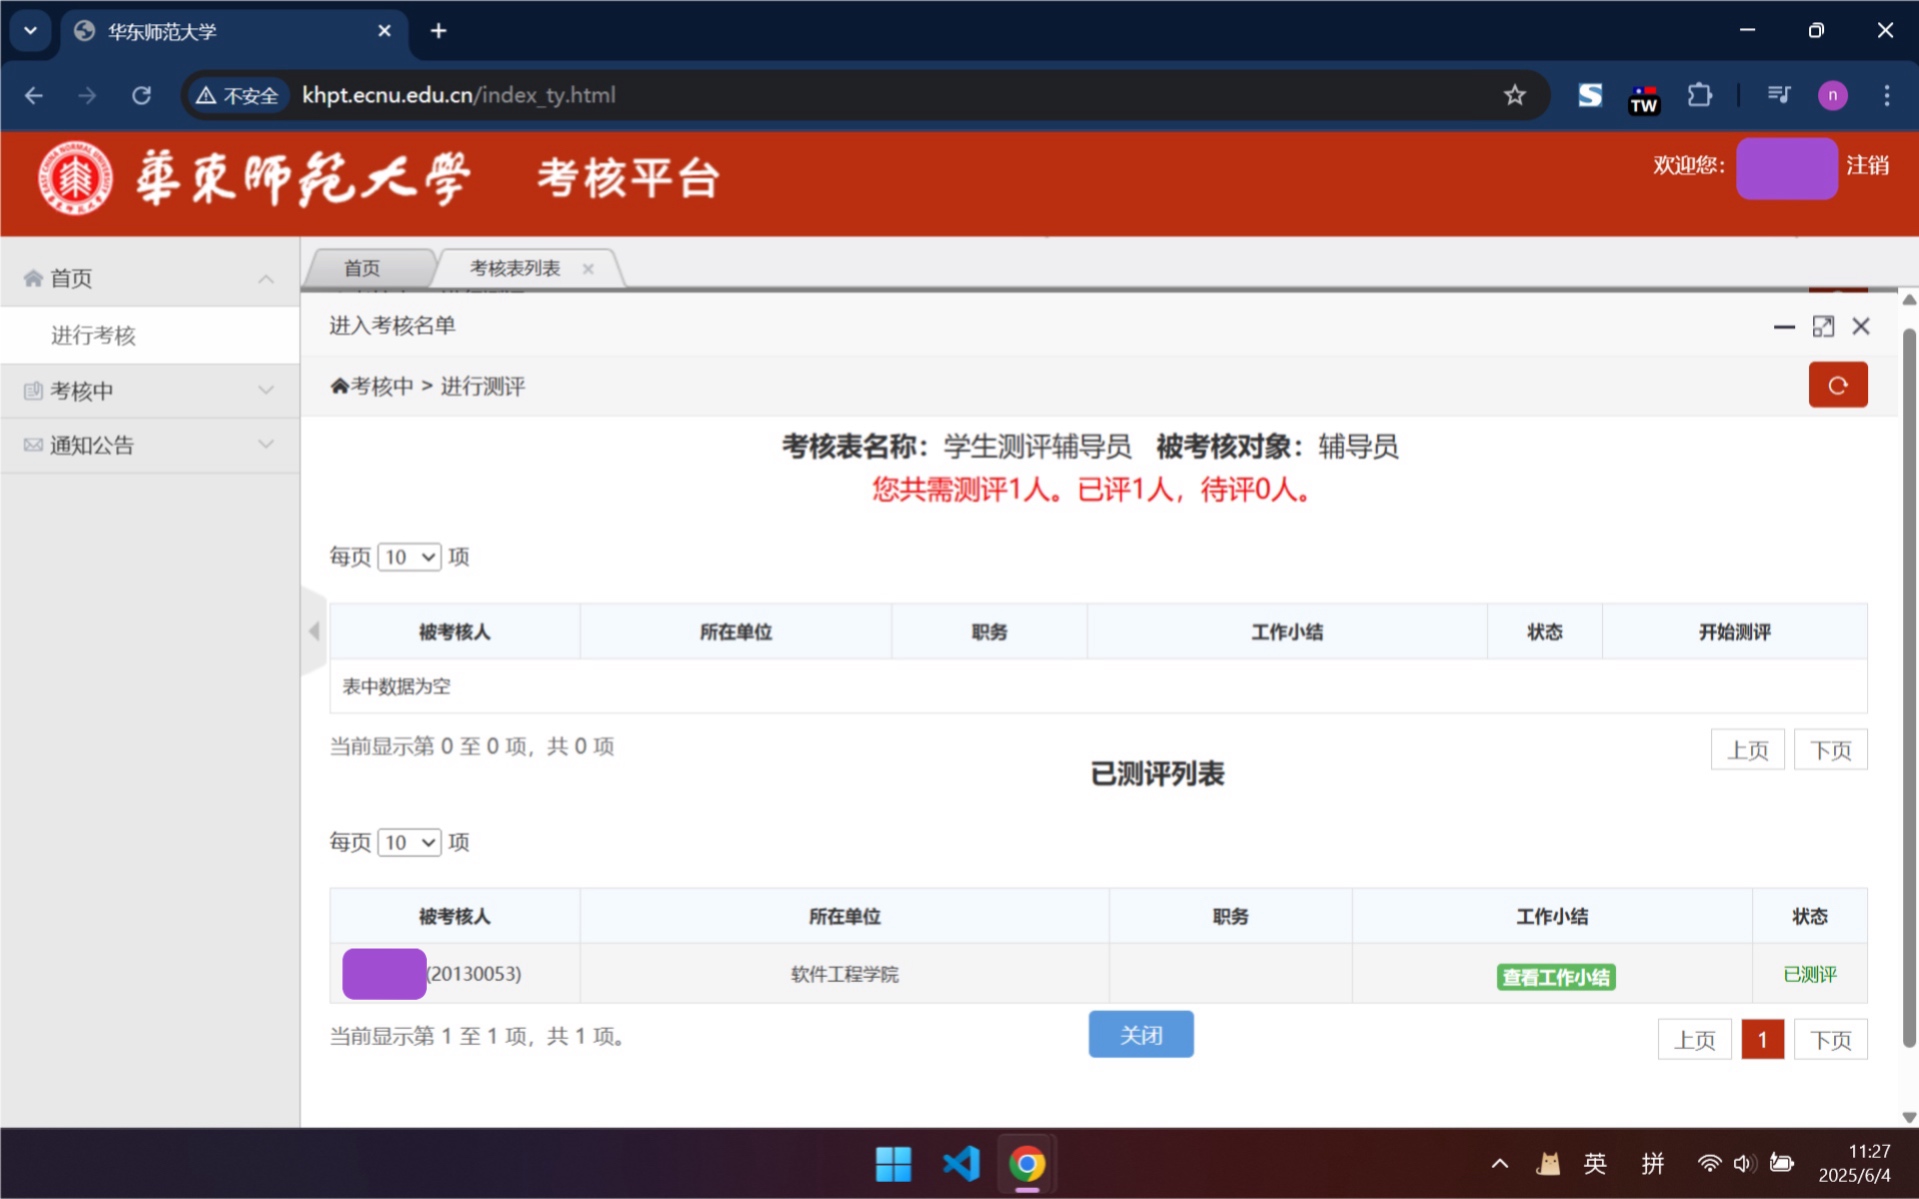 华东师范大学
不安全
khpt.ecnu.edu.cn/index_ty.html
TW
n
華東師範大學 考核平台
欢迎您:
注销
首页
进行考核
考核中
通知公告
首页
考核表列表
进入考核名单
考核中 > 进行测评
考核表名称：学生测评辅导员 被考核对象：辅导员
您共需测评1人。已评1人，待评0人。
每页 10 项
被考核人 所在单位 职务 工作小结 状态 开始测评
表中数据为空
当前显示第 0 至 0 项，共 0 项
上页 下页
已测评列表
每页 10 项
被考核人 所在单位 职务 工作小结 状态
(20130053) 软件工程学院 查看工作小结 已测评
当前显示第 1 至 1 项，共 1 项。
关闭
上页 1 下页
英 拼
11:27
2025/6/4